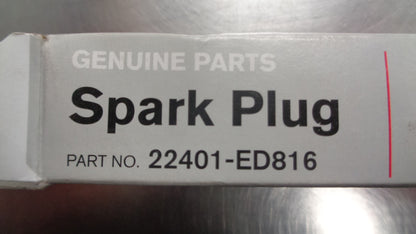 GENUINE PARTS
Spark Plug
PART NO. 22401-ED816